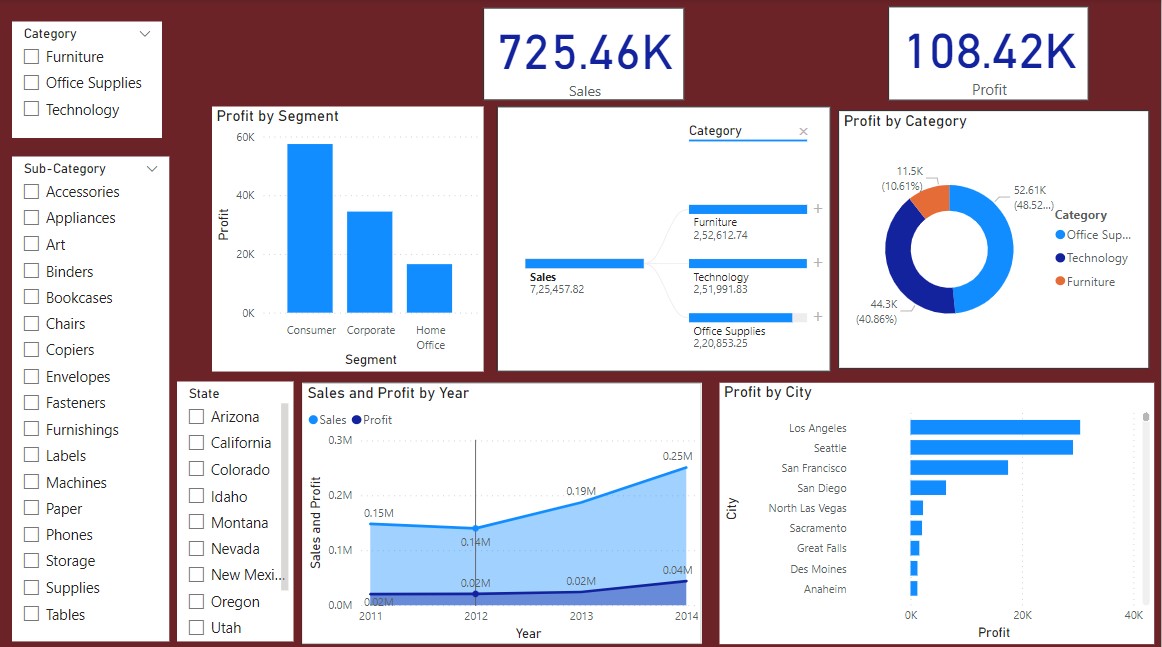 Category
Furniture
Office Supplies
Technology
725.46K
Sales
108.42K
Profit
Sub-Category
Accessories
Appliances
Art
Binders
Bookcases
Chairs
Copiers
Envelopes
Fasteners
Furnishings
Labels
Machines
Paper
Phones
Storage
Supplies
Tables
Profit by Segment
60K
40K
20K
0K
Profit
Consumer
Corporate
Home
Office
Segment
Category
Sales
7,25,457.82
Furniture
2,52,612.74
Technology
2,51,991.83
Office Supplies
2,20,853.25
Profit by Category
11.5K
(10.61%)
52.61K
(48.52...)
44.3K
(40.86%)
Category
Office Sup...
Technology
Furniture
State
Arizona
California
Colorado
Idaho
Montana
Nevada
New Mexi...
Oregon
Utah
Sales and Profit by Year
Sales Profit
0.3M
0.2M
0.1M
0.0M
Sales and Profit
0.15M
0.14M
0.19M
0.25M
0.02M
0.02M
0.02M
0.04M
2011 2012 2013 2014
Year
Profit by City
City
Los Angeles
Seattle
San Francisco
San Diego
North Las Vegas
Sacramento
Great Falls
Des Moines
Anaheim
0K 20K 40K
Profit